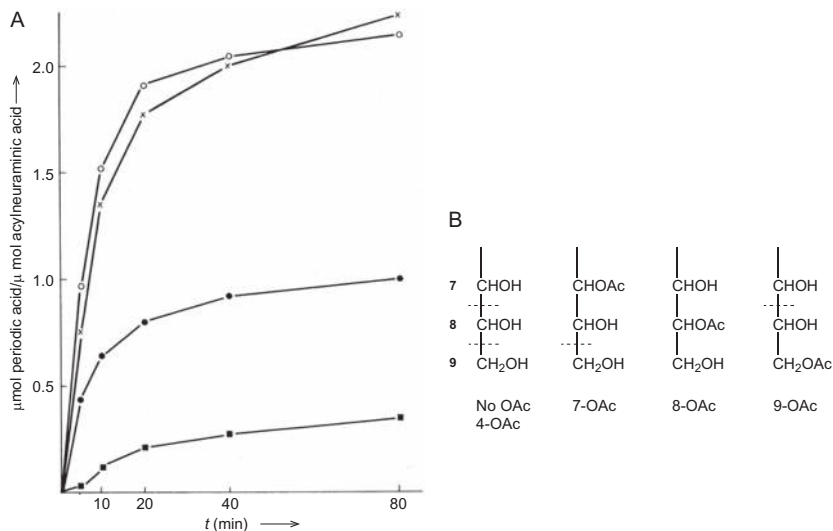 A
μmol periodic acid/μ mol acylneuraminic acid →
2.0
1.5
1.0
0.5
10 20 40 80
t (min) →
B
7 CHOH CHOAc CHOH CHOH
8 CHOH CHOH CHOAc CHOH
9 CH₂OH CH₂OH CH₂OH CH₂OAc
No OAc 7-OAc 8-OAc 9-OAc
4-OAc